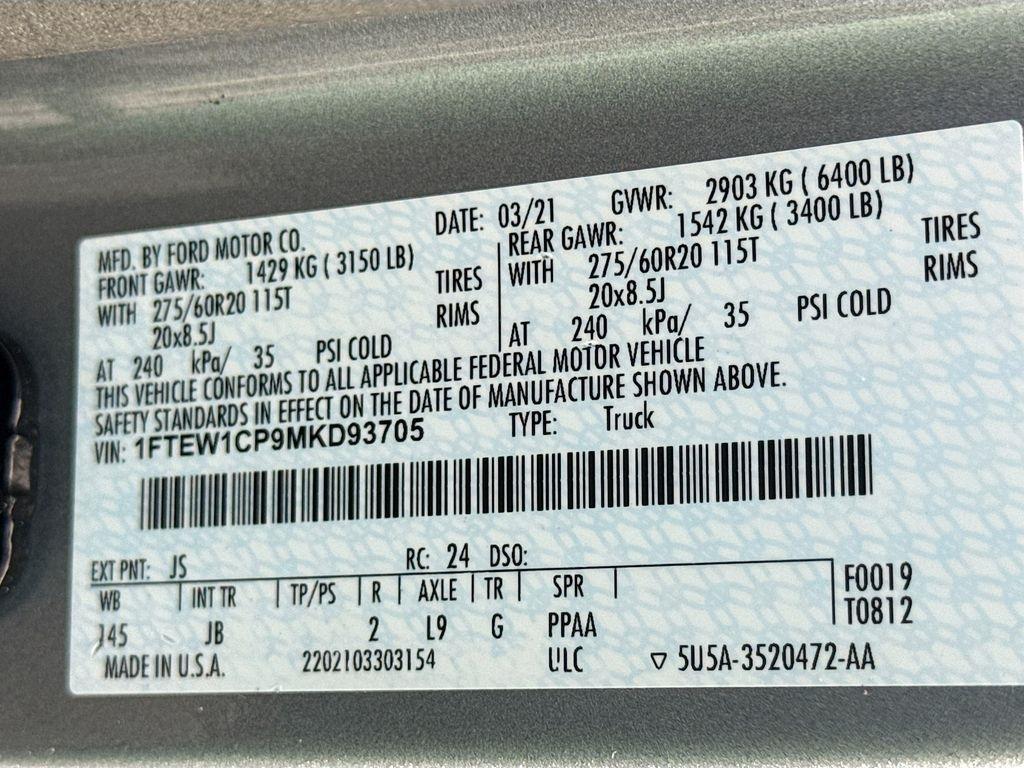 DATE: 03/21 GVWR: 2903 KG ( 6400 LB)
MFD. BY FORD MOTOR CO.
FRONT GAWR: 1429 KG ( 3150 LB)
WITH 275/60R20 115T TIRES
20x8.5J RIMS
AT 240 kPa/ 35 PSI COLD
REAR GAWR: 1542 KG ( 3400 LB)
WITH 275/60R20 115T TIRES
20x8.5J RIMS
AT 240 kPa/ 35 PSI COLD
THIS VEHICLE CONFORMS TO ALL APPLICABLE FEDERAL MOTOR VEHICLE
SAFETY STANDARDS IN EFFECT ON THE DATE OF MANUFACTURE SHOWN ABOVE.
VIN: 1FTEW1CP9MKD93705 TYPE: Truck
EXT PNT: JS RC: 24 DSO:
WB INT TR TP/PS R AXLE TR SPR F0019
145 JB 2 L9 G PPAA T0812
MADE IN U.S.A. 2202103303154 ULC ▽ 5U5A-3520472-AA